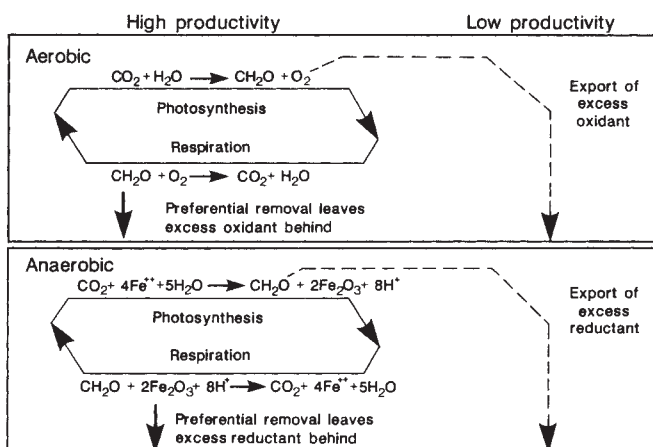 High productivity Low productivity
Aerobic
CO₂+H₂O → CH₂O + O₂
Photosynthesis
Respiration
CH₂O + O₂ → CO₂+ H₂O
Preferential removal leaves
excess oxidant behind
Export of
excess
oxidant
Anaerobic
CO₂+ 4Fe⁺⁺+5H₂O → CH₂O + 2Fe₂O₃+ 8H⁺
Photosynthesis
Respiration
CH₂O + 2Fe₂O₃+ 8H⁺ → CO₂+ 4Fe⁺⁺+5H₂O
Preferential removal leaves
excess reductant behind
Export of
excess
reductant